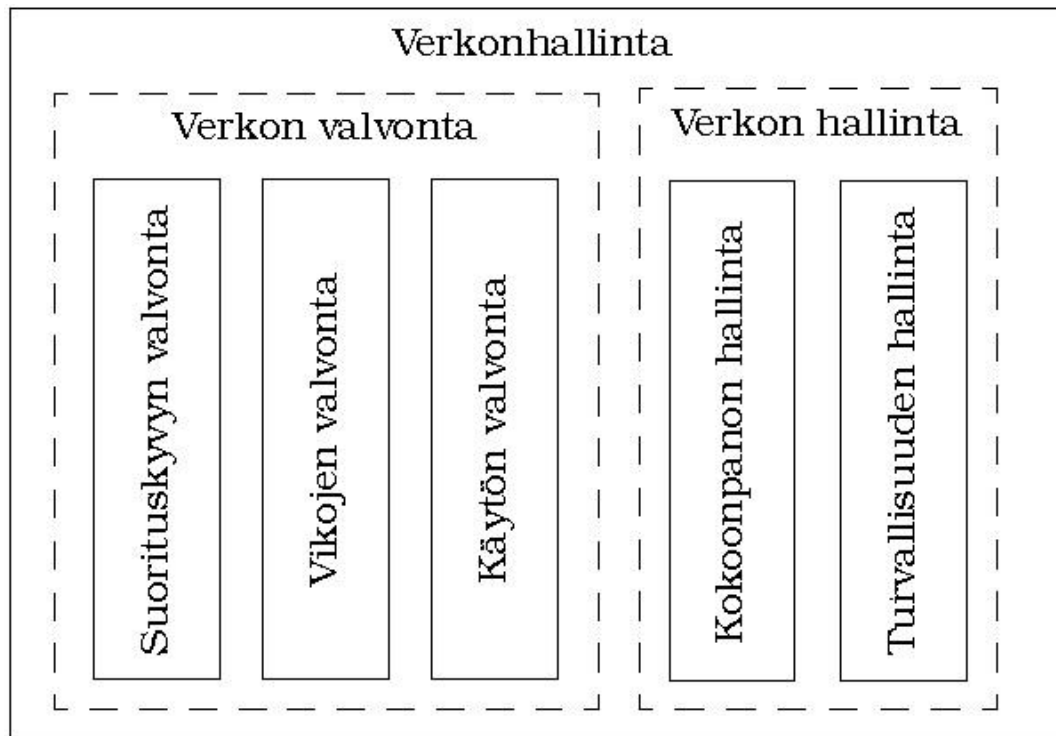 Verkonhallinta
Verkon valvonta
Suorituskyvyn valvonta
Vikojen valvonta
Käytön valvonta
Verkon hallinta
Kokoonpanon hallinta
Turvallisuuden hallinta